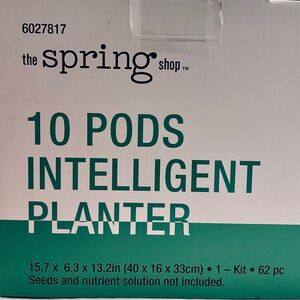 6027817
the spring shop™
10 PODS
INTELLIGENT
PLANTER
15.7 x 6.3 x 13.2in (40 x 16 x 33cm) • 1 – Kit • 62 pc
Seeds and nutrient solution not included.